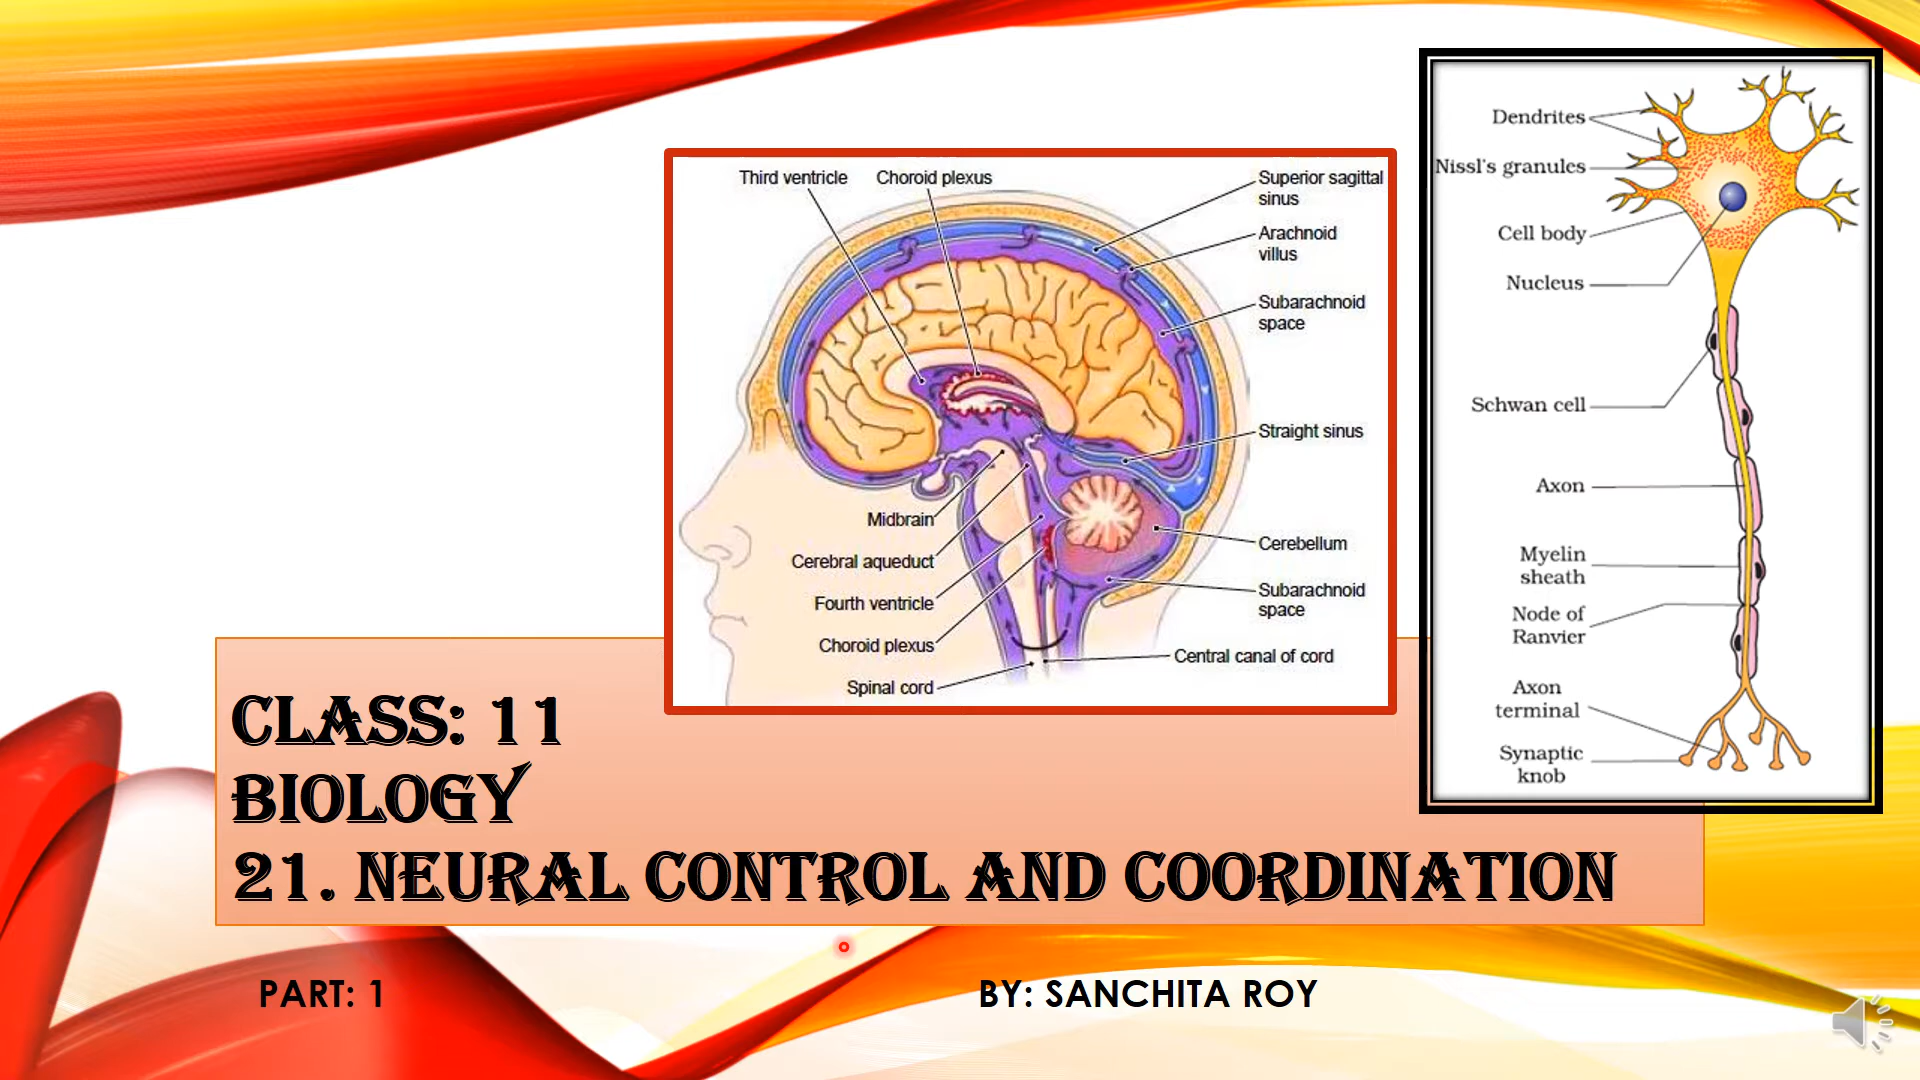 Third ventricle
Choroid plexus
Superior sagittal
sinus
Arachnoid
villus
Subarachnoid
space
Straight sinus
Midbrain
Cerebral aqueduct
Fourth ventricle
Choroid plexus
Spinal cord
Cerebellum
Subarachnoid
space
Central canal of cord
Dendrites
Nissl's granules
Cell body
Nucleus
Schwan cell
Axon
Myelin
sheath
Node of
Ranvier
Axon
terminal
Synaptic
knob
CLASS: 11
BIOLOGY
21. NEURAL CONTROL AND COORDINATION
PART: 1
BY: SANCHITA ROY